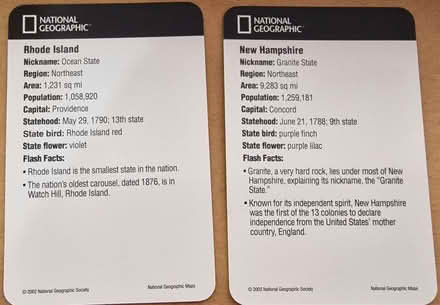 NATIONAL
GEOGRAPHIC™
Rhode Island
Nickname: Ocean State
Region: Northeast
Area: 1,231 sq mi
Population: 1,058,920
Capital: Providence
Statehood: May 29, 1790; 13th state
State bird: Rhode Island red
State flower: violet
Flash Facts:
• Rhode Island is the smallest state in the nation.
• The nation's oldest carousel, dated 1876, is in
Watch Hill, Rhode Island.
© 2002 National Geographic Society
National Geographic Maps
NATIONAL
GEOGRAPHIC™
New Hampshire
Nickname: Granite State
Region: Northeast
Area: 9,283 sq mi
Population: 1,259,181
Capital: Concord
Statehood: June 21, 1788; 9th state
State bird: purple finch
State flower: purple lilac
Flash Facts:
• Granite, a very hard rock, lies under most of New
Hampshire, explaining its nickname, the "Granite
State."
• Known for its independent spirit, New Hampshire
was the first of the 13 colonies to declare
independence from the United States' mother
country, England.
© 2002 National Geographic Society
National Geographic Maps